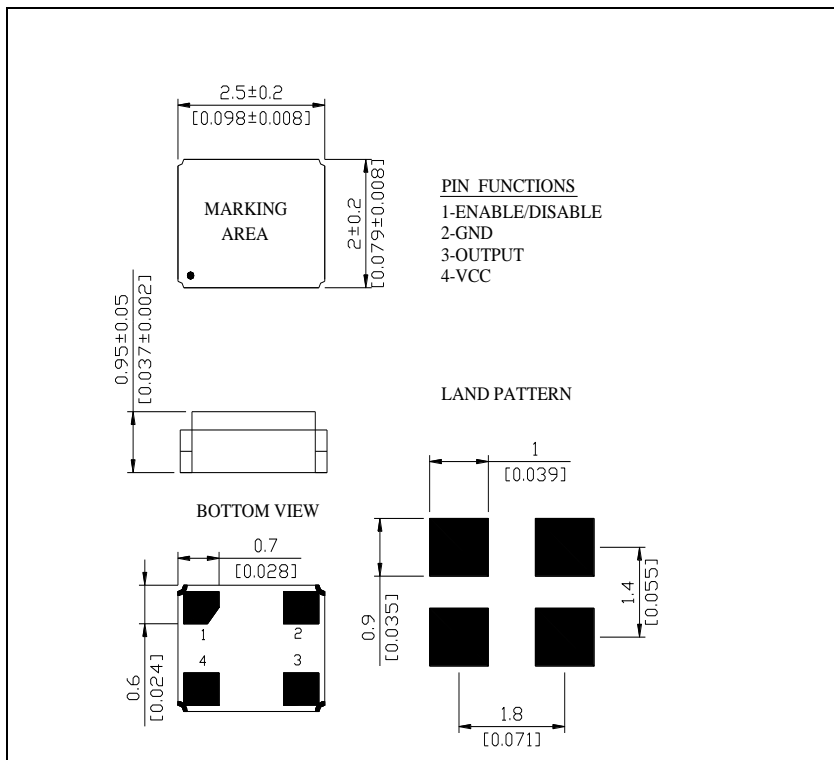 2.5±0.2
[0.098±0.008]
MARKING
AREA
2±0.2
[0.079±0.008]
PIN FUNCTIONS
1-ENABLE/DISABLE
2-GND
3-OUTPUT
4-VCC
0.95±0.05
[0.037±0.002]
LAND PATTERN
1
[0.039]
BOTTOM VIEW
0.7
[0.028]
0.6
[0.024]
1
2
4
3
0.9
[0.035]
1.4
[0.055]
1.8
[0.071]